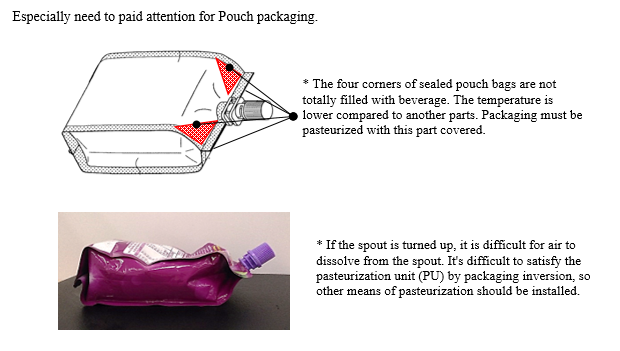 Especially need to paid attention for Pouch packaging.
* The four corners of sealed pouch bags are not
totally filled with beverage. The temperature is
lower compared to another parts. Packaging must be
pasteurized with this part covered.
* If the spout is turned up, it is difficult for air to
dissolve from the spout. It's difficult to satisfy the
pasteurization unit (PU) by packaging inversion, so
other means of pasteurization should be installed.